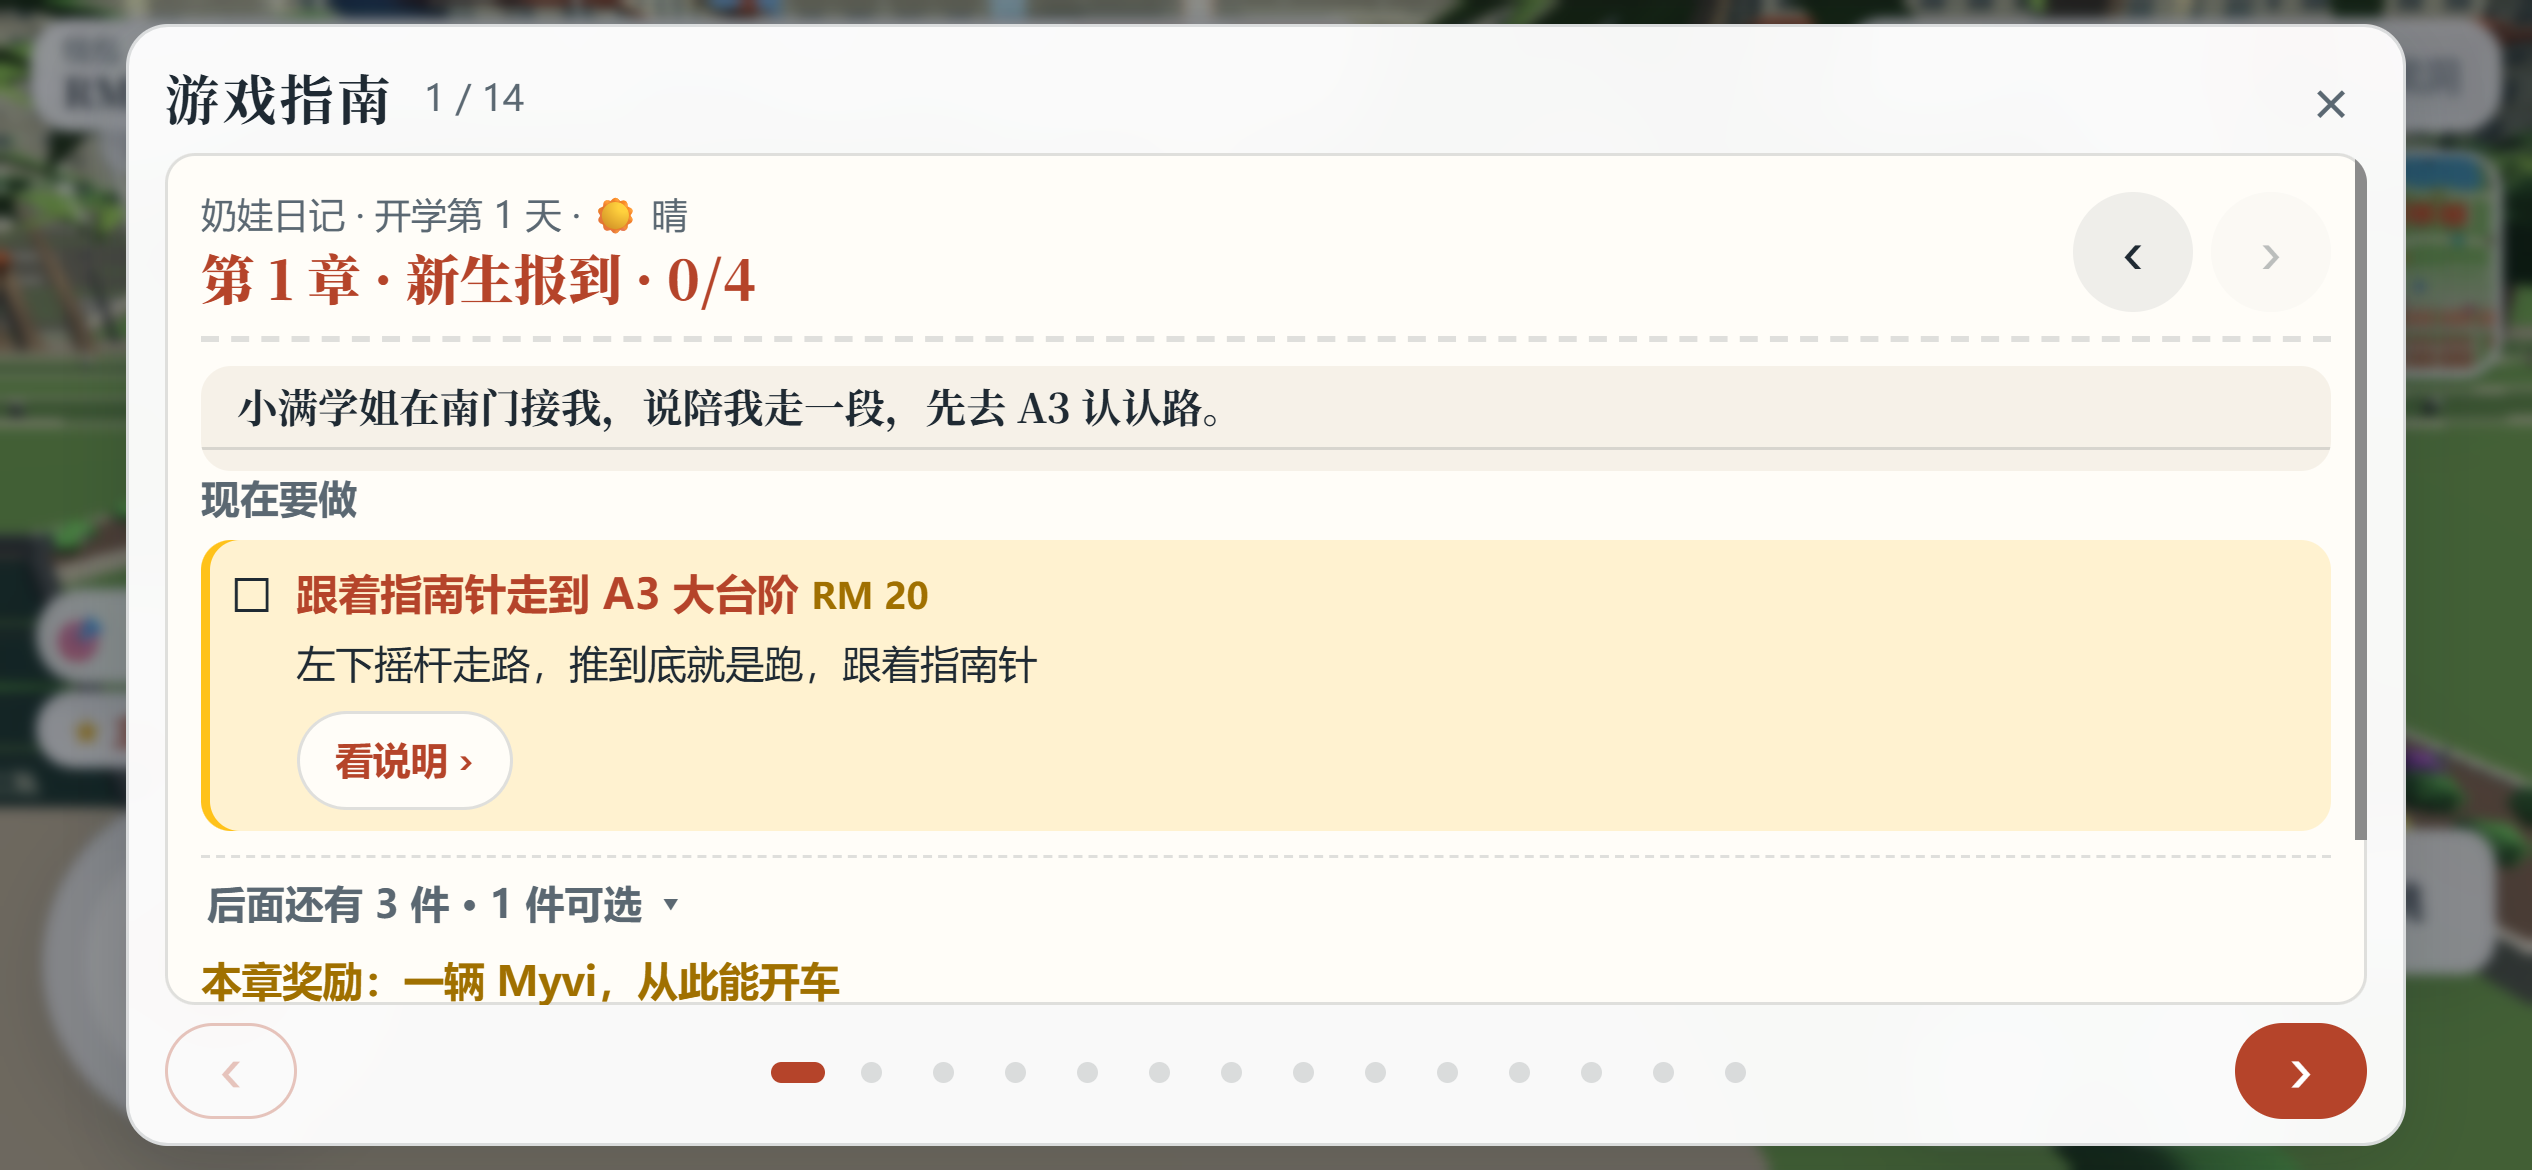 游戏指南 1 / 14
×
奶娃日记 · 开学第 1 天 · 晴
第 1 章 · 新生报到 · 0/4
小满学姐在南门接我，说陪我走一段，先去 A3 认认路。
现在要做
跟着指南针走到 A3 大台阶 RM 20
左下摇杆走路，推到底就是跑，跟着指南针
看说明 ›
后面还有 3 件 • 1 件可选 ▾
本章奖励：一辆 Myvi，从此能开车